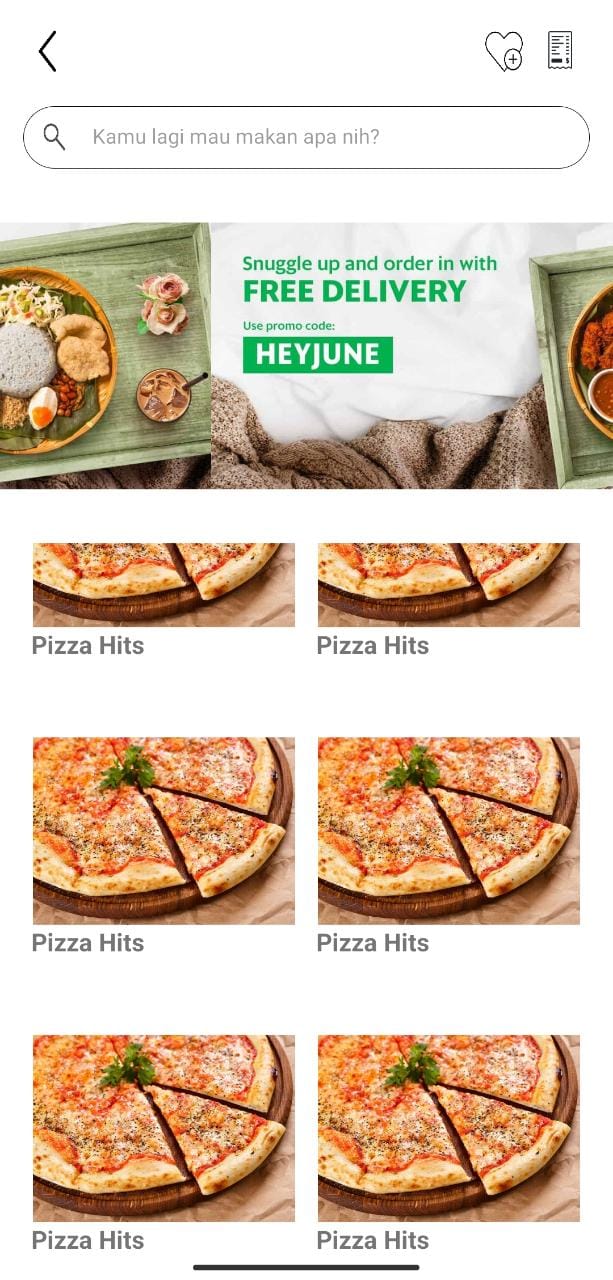 Kamu lagi mau makan apa nih?
Snuggle up and order in with
FREE DELIVERY
Use promo code:
HEYJUNE
Pizza Hits
Pizza Hits
Pizza Hits
Pizza Hits
Pizza Hits
Pizza Hits